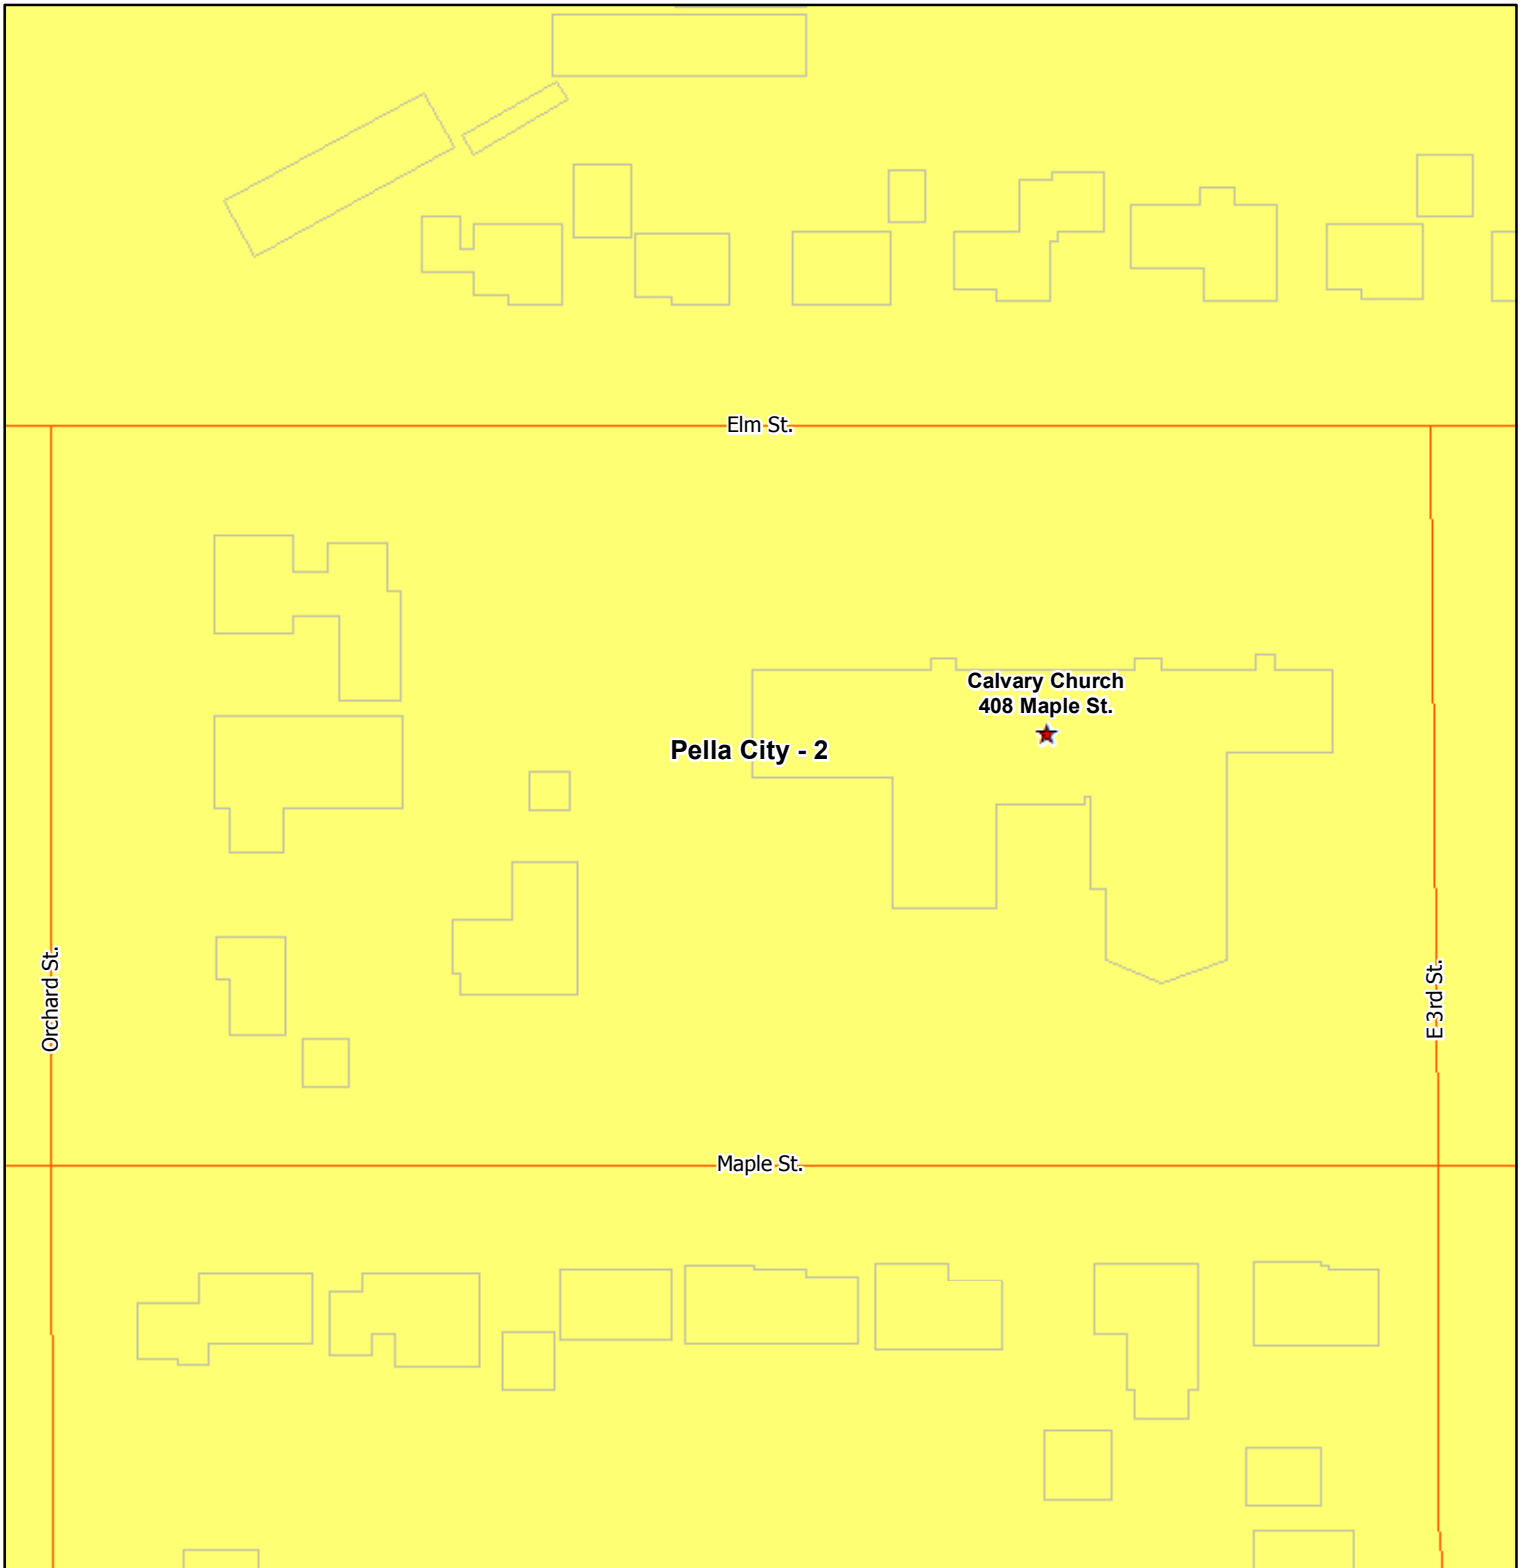 Elm St.
Calvary Church
408 Maple St.
Pella City - 2
Orchard St.
E 3rd St.
Maple St.